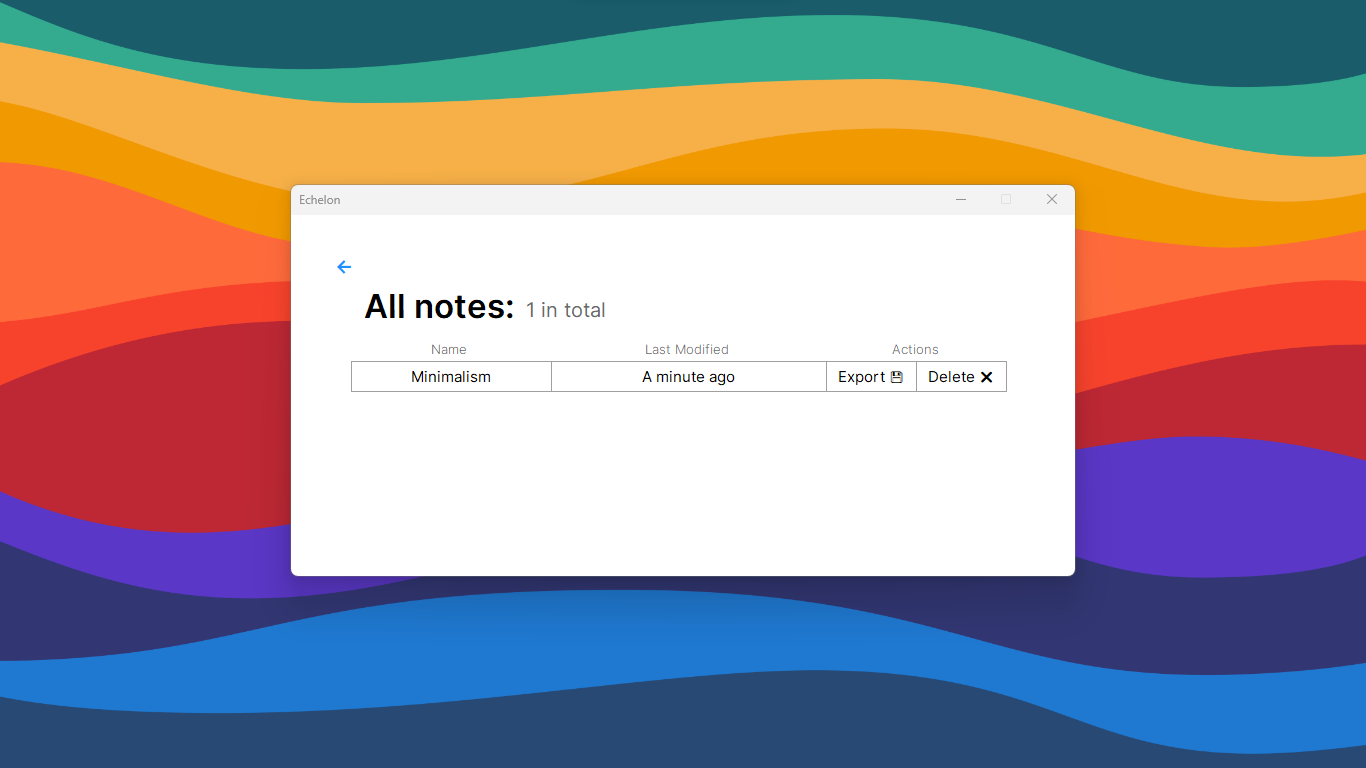 Echelon
All notes: 1 in total
Name Last Modified Actions
Minimalism A minute ago Export Delete